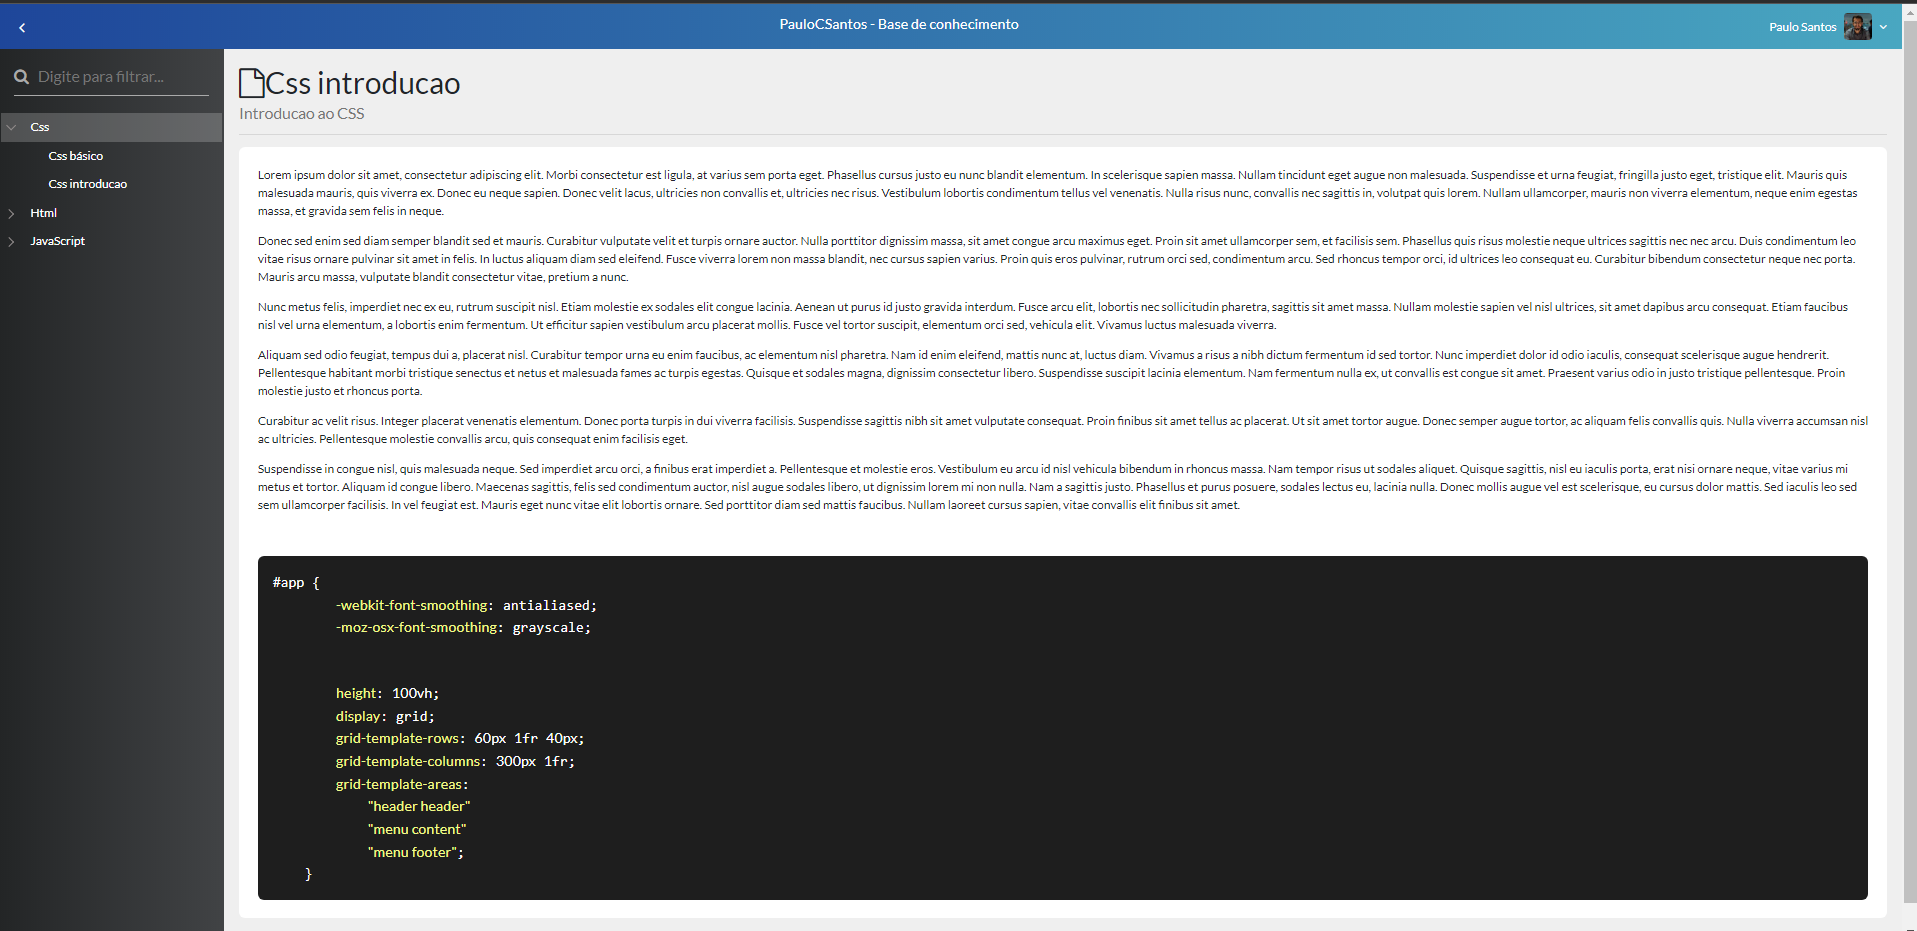 PauloCSantos - Base de conhecimento
Paulo Santos
Digite para filtrar...
Css
Css básico
Css introducao
Html
JavaScript
Css introducao
Introducao ao CSS
Lorem ipsum dolor sit amet, consectetur adipiscing elit. Morbi consectetur est ligula, at varius sem porta eget. Phasellus cursus justo eu nunc blandit elementum. In scelerisque sapien massa. Nullam tincidunt eget augue non malesuada. Suspendisse et urna feugiat, fringilla justo eget, tristique elit. Mauris quis
malesuada mauris, quis viverra ex. Donec eu neque sapien. Donec velit lacus, ultricies non convallis et, ultricies nec risus. Vestibulum lobortis condimentum tellus vel venenatis. Nulla risus nunc, convallis nec sagittis in, volutpat quis lorem. Nullam ullamcorper, mauris non viverra elementum, neque enim egestas
massa, et gravida sem felis in neque.
Donec sed enim sed diam semper blandit sed et mauris. Curabitur vulputate velit et turpis ornare auctor. Nulla porttitor dignissim massa, sit amet congue arcu maximus eget. Proin sit amet ullamcorper sem, et facilisis sem. Phasellus quis risus molestie neque ultrices sagittis nec nec arcu. Duis condimentum leo
vitae risus ornare pulvinar sit amet in felis. In luctus aliquam diam sed eleifend. Fusce viverra lorem non massa blandit, nec cursus sapien varius. Proin quis eros pulvinar, rutrum orci sed, condimentum arcu. Sed rhoncus tempor orci, id ultrices leo consequat eu. Curabitur bibendum consectetur neque nec porta.
Mauris arcu massa, vulputate blandit consectetur vitae, pretium a nunc.
Nunc metus felis, imperdiet nec ex eu, rutrum suscipit nisl. Etiam molestie ex sodales elit congue lacinia. Aenean ut purus id justo gravida interdum. Fusce arcu elit, lobortis nec sollicitudin pharetra, sagittis sit amet massa. Nullam molestie sapien vel nisl ultrices, sit amet dapibus arcu consequat. Etiam faucibus
nisl vel urna elementum, a lobortis enim fermentum. Ut efficitur sapien vestibulum arcu placerat mollis. Fusce vel tortor suscipit, elementum orci sed, vehicula elit. Vivamus luctus malesuada viverra.
Aliquam sed odio feugiat, tempus dui a, placerat nisl. Curabitur tempor urna eu enim faucibus, ac elementum nisl pharetra. Nam id enim eleifend, mattis nunc at, luctus diam. Vivamus a risus a nibh dictum fermentum id sed tortor. Nunc imperdiet dolor id odio iaculis, consequat scelerisque augue hendrerit.
Pellentesque habitant morbi tristique senectus et netus et malesuada fames ac turpis egestas. Quisque et sodales magna, dignissim consectetur libero. Suspendisse suscipit lacinia elementum. Nam fermentum nulla ex, ut convallis est congue sit amet. Praesent varius odio in justo tristique pellentesque. Proin
molestie justo et rhoncus porta.
Curabitur ac velit risus. Integer placerat venenatis elementum. Donec porta turpis in dui viverra facilisis. Suspendisse sagittis nibh sit amet vulputate consequat. Proin finibus sit amet tellus ac placerat. Ut sit amet tortor augue. Donec semper augue tortor, ac aliquam felis convallis quis. Nulla viverra accumsan nisl
ac ultricies. Pellentesque molestie convallis arcu, quis consequat enim facilisis eget.
Suspendisse in congue nisl, quis malesuada neque. Sed imperdiet arcu orci, a finibus erat imperdiet a. Pellentesque et molestie eros. Vestibulum eu arcu id nisl vehicula bibendum in rhoncus massa. Nam tempor risus ut sodales aliquet. Quisque sagittis, nisl eu iaculis porta, erat nisi ornare neque, vitae varius mi
metus et tortor. Aliquam id congue libero. Maecenas sagittis, felis sed condimentum auctor, nisl augue sodales libero, ut dignissim lorem mi non nulla. Nam a sagittis justo. Phasellus et purus posuere, sodales lectus eu, lacinia nulla. Donec mollis augue vel est scelerisque, eu cursus dolor mattis. Sed iaculis leo sed
sem ullamcorper facilisis. In vel feugiat est. Mauris eget nunc vitae elit lobortis ornare. Sed porttitor diam sed mattis faucibus. Nullam laoreet cursus sapien, vitae convallis elit finibus sit amet.
#app {
-webkit-font-smoothing: antialiased;
-moz-osx-font-smoothing: grayscale;
height: 100vh;
display: grid;
grid-template-rows: 60px 1fr 40px;
grid-template-columns: 300px 1fr;
grid-template-areas:
"header header"
"menu content"
"menu footer";
}